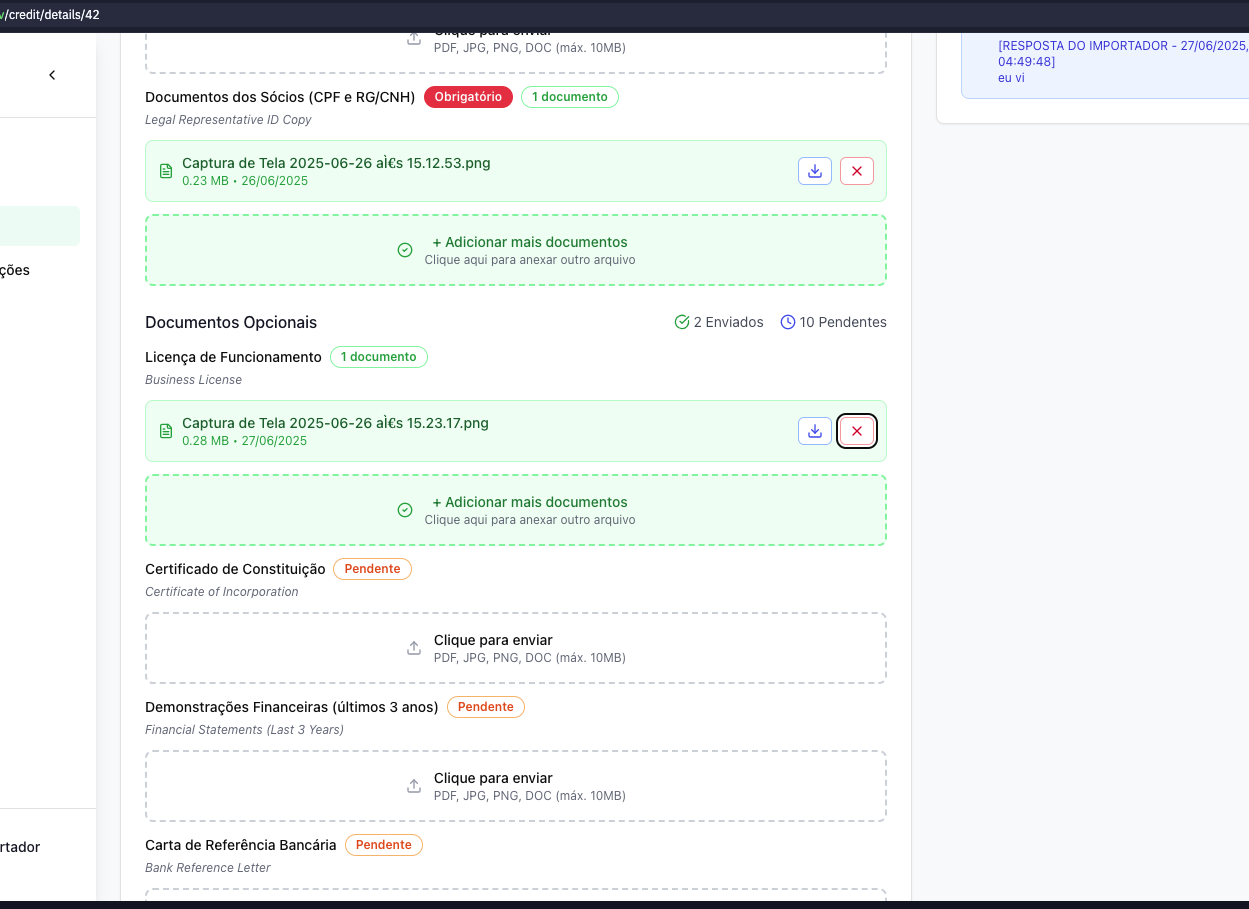 /credit/details/42
ções
rtador
Clique para enviar
PDF, JPG, PNG, DOC (máx. 10MB)
Documentos dos Sócios (CPF e RG/CNH) Obrigatório 1 documento
Legal Representative ID Copy
Captura de Tela 2025-06-26 aÌ€s 15.12.53.png
0.23 MB • 26/06/2025
+ Adicionar mais documentos
Clique aqui para anexar outro arquivo
Documentos Opcionais 2 Enviados 10 Pendentes
Licença de Funcionamento 1 documento
Business License
Captura de Tela 2025-06-26 aÌ€s 15.23.17.png
0.28 MB • 27/06/2025
+ Adicionar mais documentos
Clique aqui para anexar outro arquivo
Certificado de Constituição Pendente
Certificate of Incorporation
Clique para enviar
PDF, JPG, PNG, DOC (máx. 10MB)
Demonstrações Financeiras (últimos 3 anos) Pendente
Financial Statements (Last 3 Years)
Clique para enviar
PDF, JPG, PNG, DOC (máx. 10MB)
Carta de Referência Bancária Pendente
Bank Reference Letter
[RESPOSTA DO IMPORTADOR - 27/06/2025,
04:49:48]
eu vi